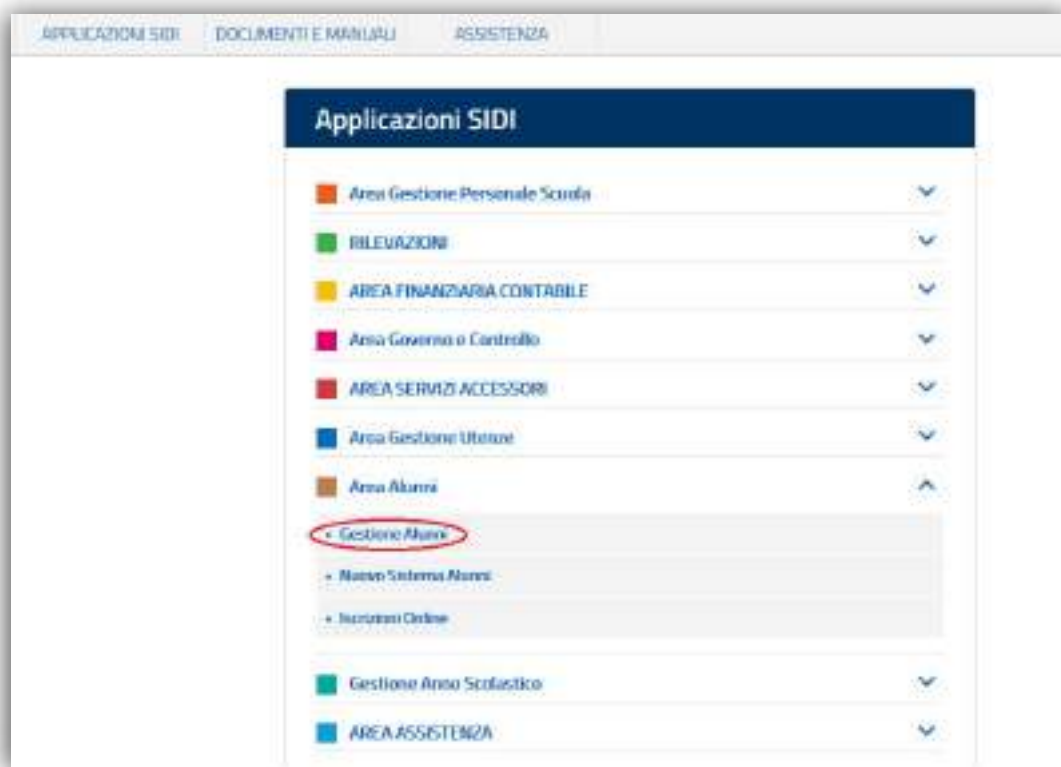 APPLICAZIONI SIDI DOCUMENTI E MANUALI ASSISTENZA
Applicazioni SIDI
Area Gestione Personale Scuola
RILEVAZIONI
AREA FINANZIARIA CONTABILE
Area Governo e Controllo
AREA SERVIZI ACCESSORI
Area Gestione Utenze
Area Alunni
• Gestione Alunni
• Nuovo Sistema Alunni
• Iscrizioni Online
Gestione Anno Scolastico
AREA ASSISTENZA